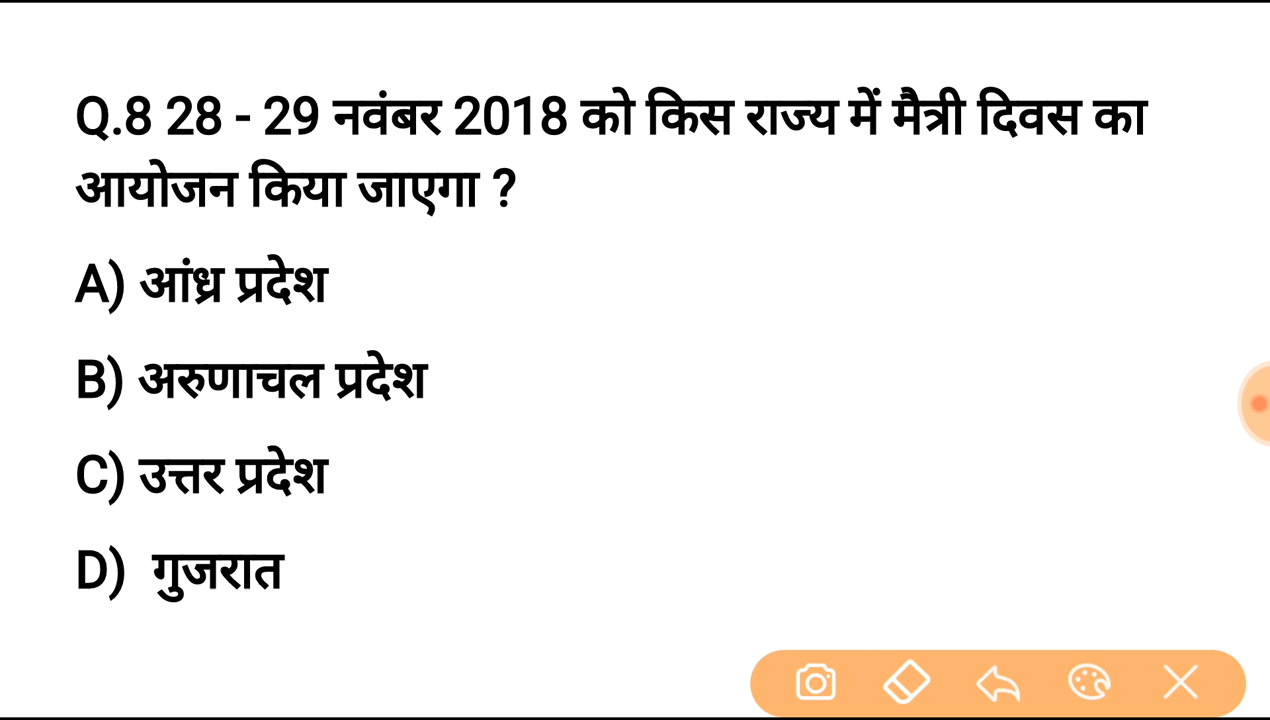 Q.8 28 - 29 नवंबर 2018 को किस राज्य में मैत्री दिवस का
आयोजन किया जाएगा ?
A) आंध्र प्रदेश
B) अरुणाचल प्रदेश
C) उत्तर प्रदेश
D) गुजरात